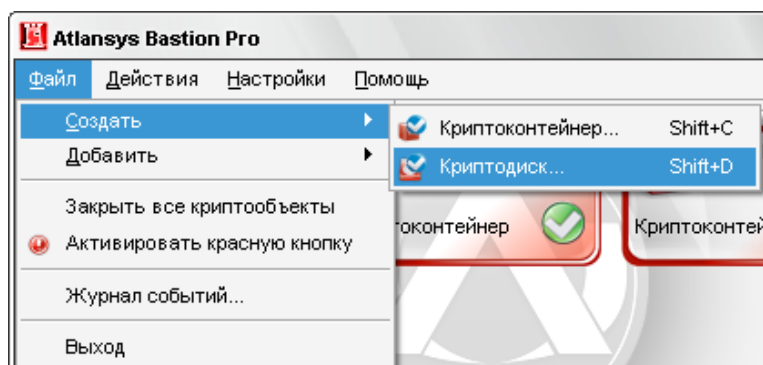 Atlansys Bastion Pro
Файл Действия Настройки Помощь
Создать
Криптоконтейнер... Shift+C
Добавить
Криптодиск... Shift+D
Закрыть все криптообъекты
Активировать красную кнопку
Журнал событий...
Выход
токонтейнер
Криптоконтей